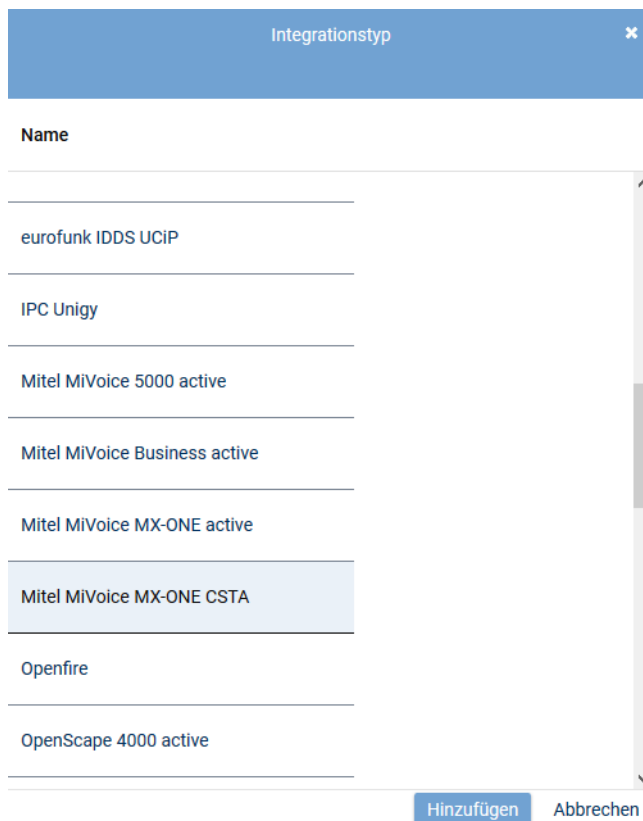 Integrationstyp
Name
eurofunk IDDS UCiP
IPC Unigy
Mitel MiVoice 5000 active
Mitel MiVoice Business active
Mitel MiVoice MX-ONE active
Mitel MiVoice MX-ONE CSTA
Openfire
OpenScape 4000 active
Hinzufügen Abbrechen